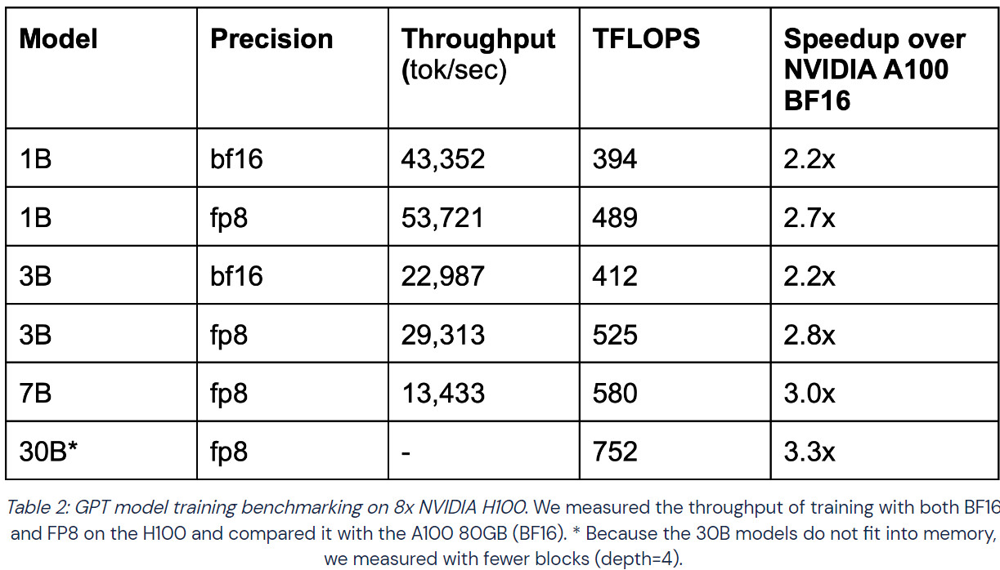 Model Precision Throughput (tok/sec) TFLOPS Speedup over NVIDIA A100 BF16
1B bf16 43,352 394 2.2x
1B fp8 53,721 489 2.7x
3B bf16 22,987 412 2.2x
3B fp8 29,313 525 2.8x
7B fp8 13,433 580 3.0x
30B* fp8 - 752 3.3x
Table 2: GPT model training benchmarking on 8x NVIDIA H100. We measured the throughput of training with both BF16
and FP8 on the H100 and compared it with the A100 80GB (BF16). * Because the 30B models do not fit into memory,
we measured with fewer blocks (depth=4).